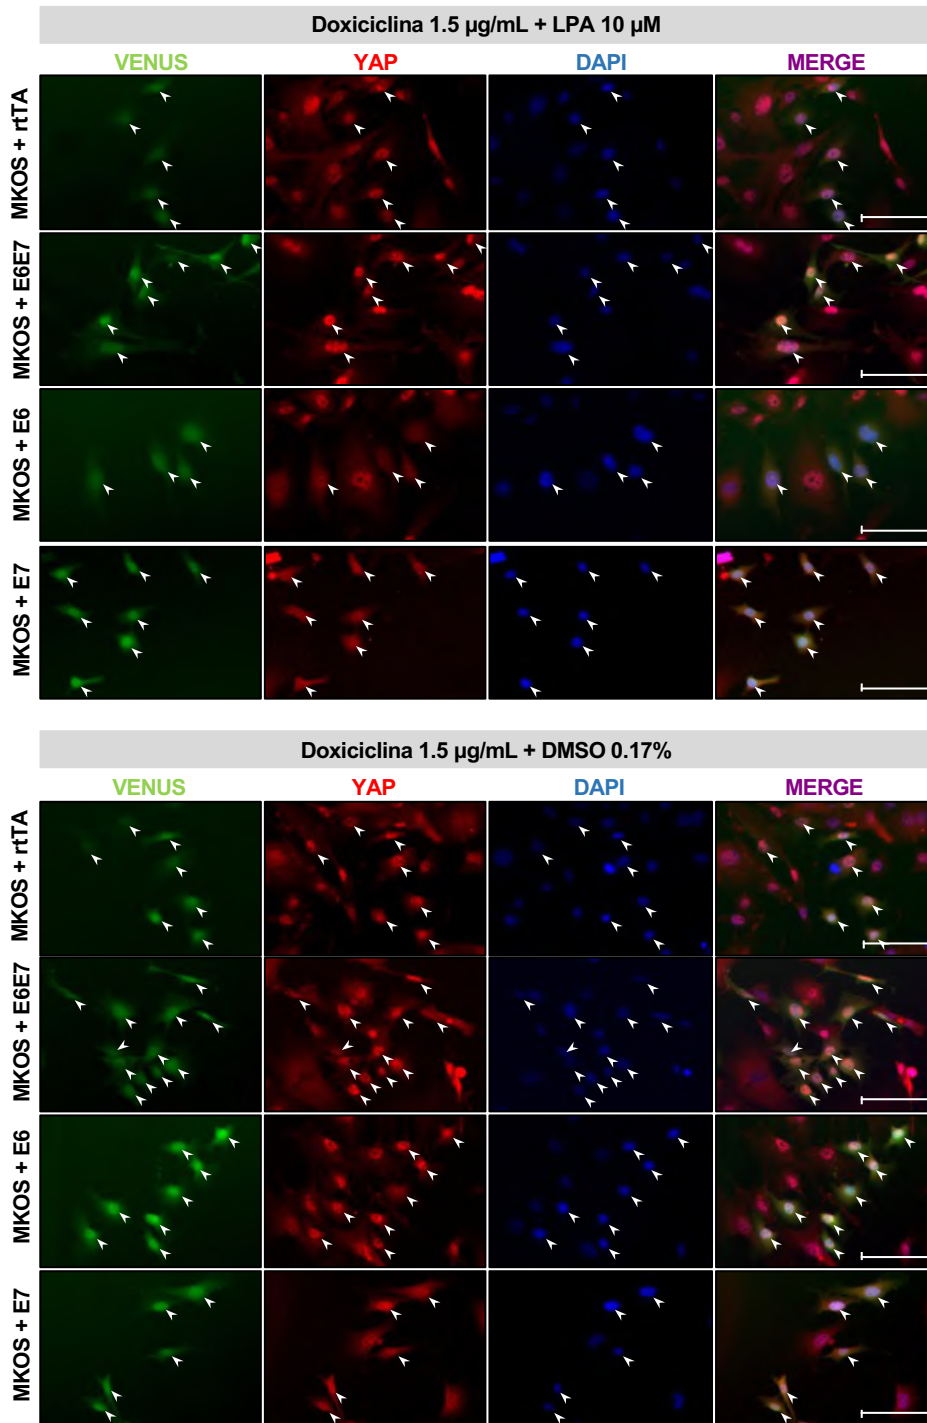 Doxiciclina 1.5 µg/mL + LPA 10 µM
VENUS YAP DAPI MERGE
MKOS + rtTA
MKOS + E6E7
MKOS + E6
MKOS + E7
Doxiciclina 1.5 µg/mL + DMSO 0.17%
VENUS YAP DAPI MERGE
MKOS + rtTA
MKOS + E6E7
MKOS + E6
MKOS + E7